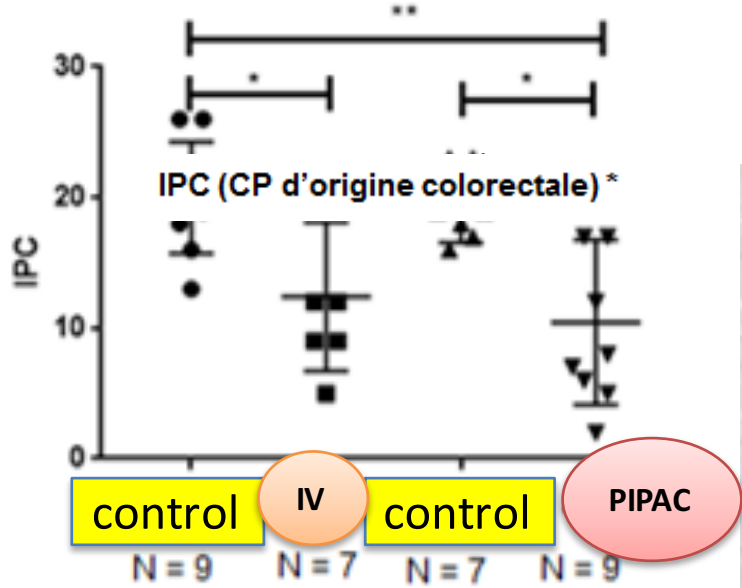 **
30
*
*
IPC (CP d'origine colorectale) *
20
IPC
10
0
control
IV
control
PIPAC
N = 9
N = 7
N = 7
N = 9